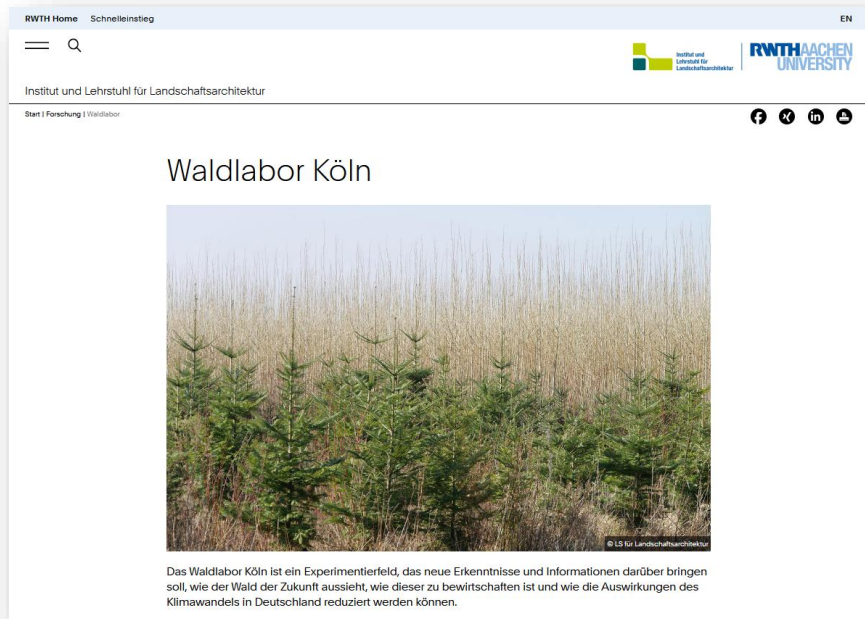 RWTH Home Schnelleinstieg EN
Institut und
Lehrstuhl für
Landschaftsarchitektur
RWTH AACHEN
UNIVERSITY
Institut und Lehrstuhl für Landschaftsarchitektur
Start | Forschung | Waldlabor
Waldlabor Köln
© LS für Landschaftsarchitektur
Das Waldlabor Köln ist ein Experimentierfeld, das neue Erkenntnisse und Informationen darüber bringen
soll, wie der Wald der Zukunft aussieht, wie dieser zu bewirtschaften ist und wie die Auswirkungen des
Klimawandels in Deutschland reduziert werden können.